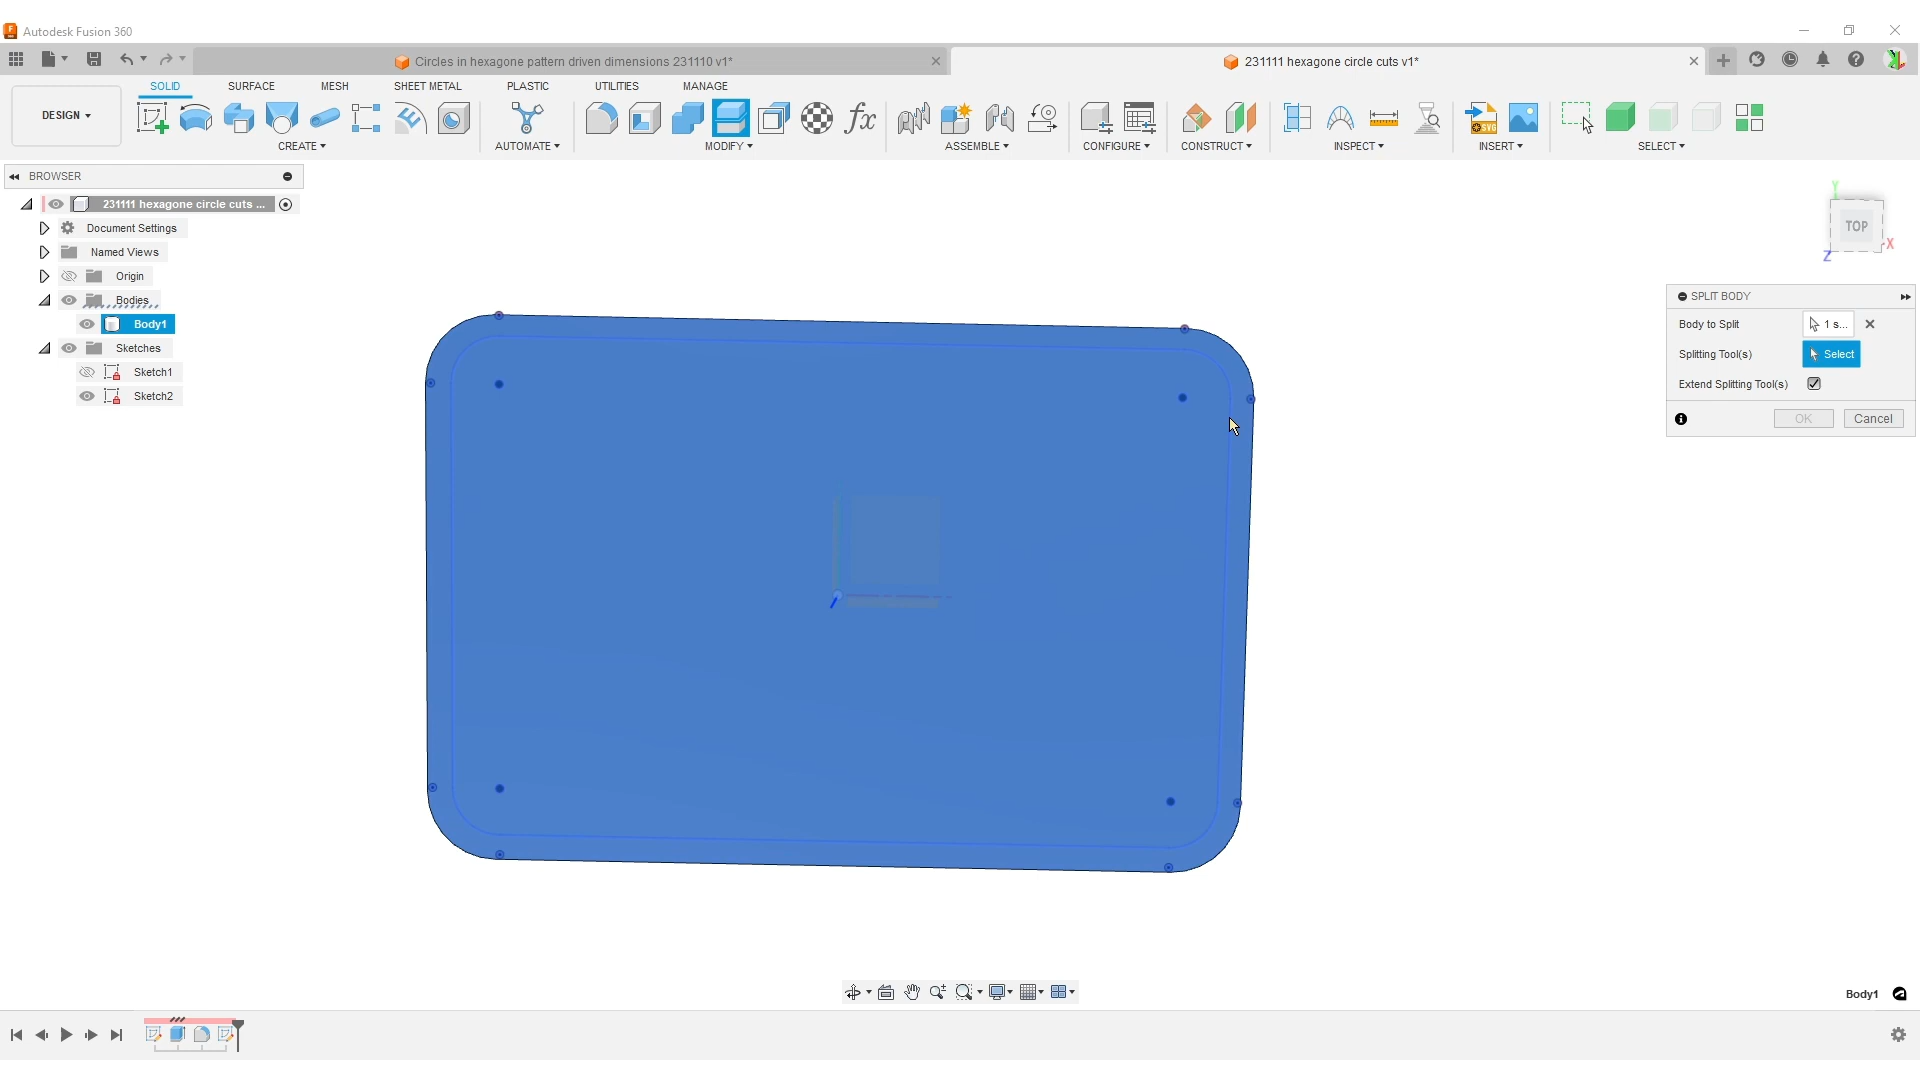 Autodesk Fusion 360
Circles in hexagone pattern driven dimensions 231110 v1*
231111 hexagone circle cuts v1*
DESIGN
SOLID
SURFACE
MESH
SHEET METAL
PLASTIC
UTILITIES
MANAGE
fx
SVG
CREATE
AUTOMATE
MODIFY
ASSEMBLE
CONFIGURE
CONSTRUCT
INSPECT
INSERT
SELECT
BROWSER
231111 hexagone circle cuts ...
Document Settings
Named Views
Origin
Bodies
Body1
Sketches
Sketch1
Sketch2
Y
TOP
X
Z
SPLIT BODY
Body to Split
1 s...
Splitting Tool(s)
Select
Extend Splitting Tool(s)
OK
Cancel
Body1